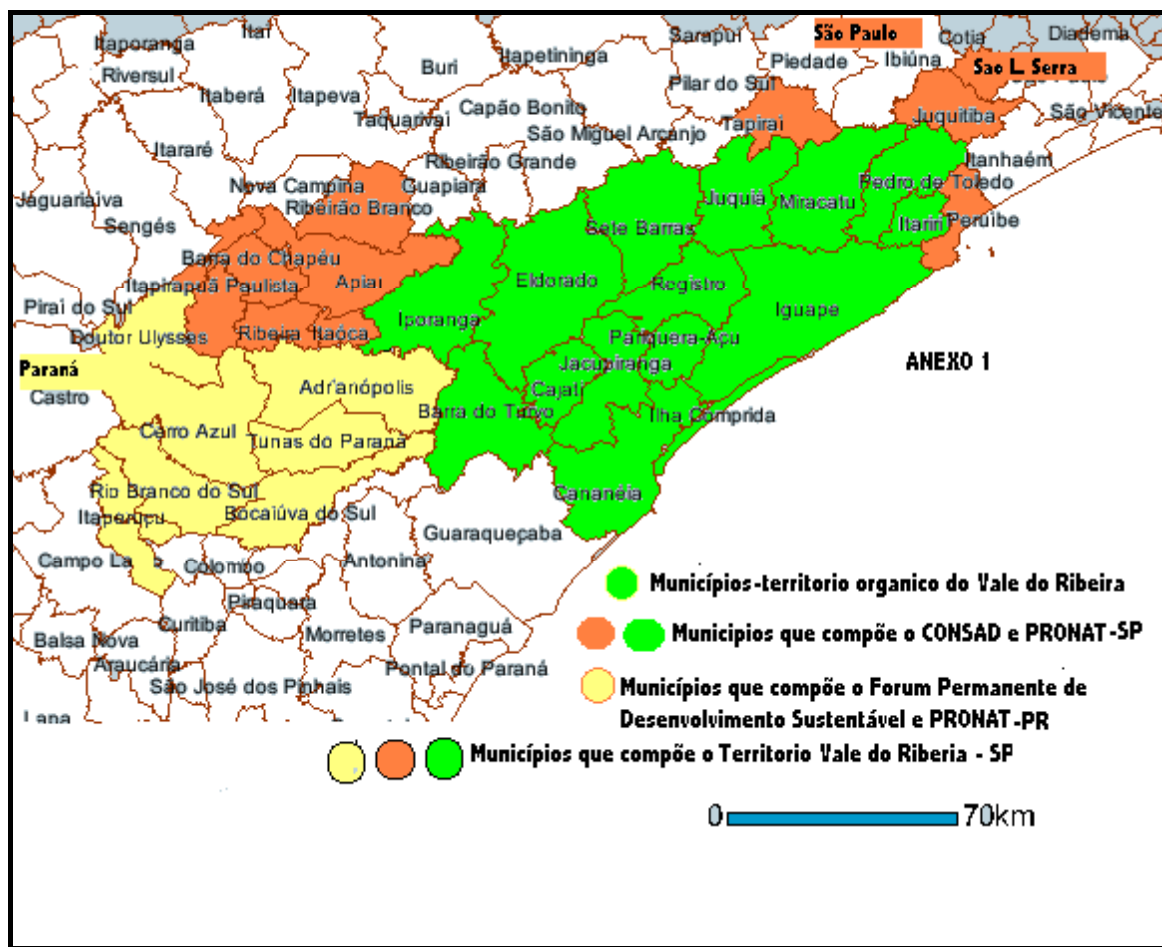 Itaí
São Paulo
Itaporanga
Sarapuí
Cotia
Diadema
Buri
Itapetininga
Piedade
Ibiúna
Riversul
Sao L. Serra
Itaberá
Itapeva
Pilar do Sul
Capão Bonito
Taquarivaí
São Miguel Arcanjo
Tapiraí
Juquitiba
São Vicente
Itararé
Ribeirão Grande
Itanhaém
Nova Campina
Guapiara
Pedro de Toledo
Jaguariaíva
Ribeirão Branco
Juquiá
Miracatu
Sengés
Sete Barras
Itariri
Peruíbe
Barra do Chapéu
Itapirapuã Paulista
Apiaí
Eldorado
Registro
Piraí do Sul
Iporanga
Iguape
Doutor Ulysses
Ribeira
Itaóca
Pariquera-Açu
Paraná
Jacupiranga
ANEXO 1
Castro
Adr'anópolis
Cajati
Barra do Turvo
Ilha Comprida
Cerro Azul
Tunas do Paraná
Rio Branco do Sul
Cananéia
Itaperuçu
Bocaiúva do Sul
Guaraqueçaba
Campo La
Colombo
Antonina
Municípios-territorio organico do Vale do Ribeira
Piraquara
Curitiba
Morretes
Paranaguá
Municipios que compõe o CONSAD e PRONAT-SP
Balsa Nova
Araucária
Pontal do Paraná
São José dos Pinhais
Municípios que compõe o Forum Permanente de
Desenvolvimento Sustentável e PRONAT-PR
Lapa
Municípios que compõe o Territorio Vale do Riberia - SP
0 70km